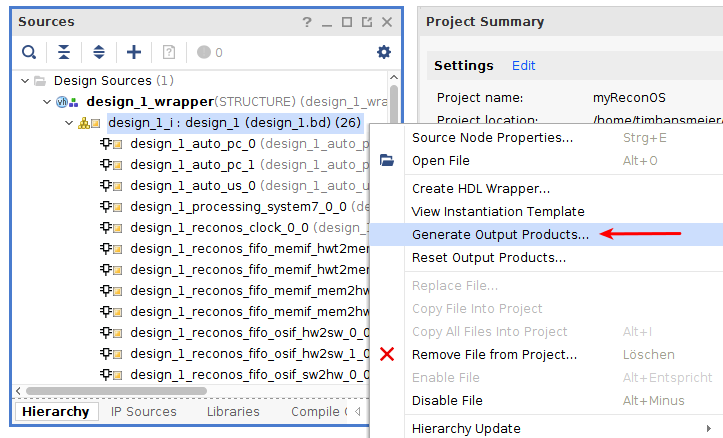 Sources
? _ □ X
0
Design Sources (1)
design_1_wrapper(STRUCTURE) (design_1_wra
design_1_i : design_1 (design_1.bd) (26)
design_1_auto_pc_0 (design_1_auto_p
design_1_auto_pc_1 (design_1_auto_p
design_1_auto_us_0 (design_1_auto_u
design_1_processing_system7_0_0
design_1_reconos_clock_0_0 (design_
design_1_reconos_fifo_memif_hwt2mem
design_1_reconos_fifo_memif_hwt2mem
design_1_reconos_fifo_memif_mem2hw
design_1_reconos_fifo_memif_mem2hw
design_1_reconos_fifo_osif_hw2sw_0_0
design_1_reconos_fifo_osif_hw2sw_1_0
design_1_reconos_fifo_osif_sw2hw_0_0
Hierarchy
IP Sources
Libraries
Compile
Project Summary
Settings
Edit
Project name: myReconOS
Project location: /home/timhansmeier/
Source Node Properties... Strg+E
Open File Alt+O
Create HDL Wrapper...
View Instantiation Template
Generate Output Products...
Reset Output Products...
Replace File...
Copy File Into Project
Copy All Files Into Project Alt+I
Remove File from Project... Löschen
Enable File Alt+Entspricht
Disable File Alt+Minus
Hierarchy Update